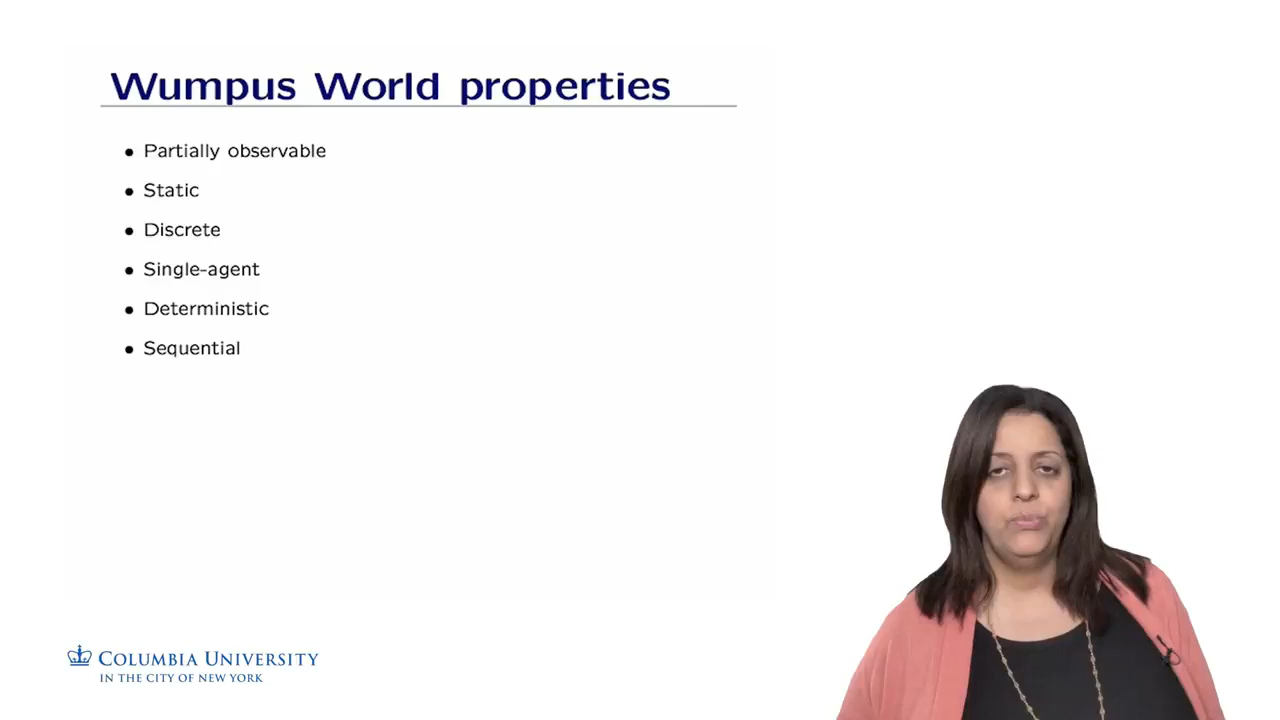 Wumpus World properties
• Partially observable
• Static
• Discrete
• Single-agent
• Deterministic
• Sequential
COLUMBIA UNIVERSITY
IN THE CITY OF NEW YORK